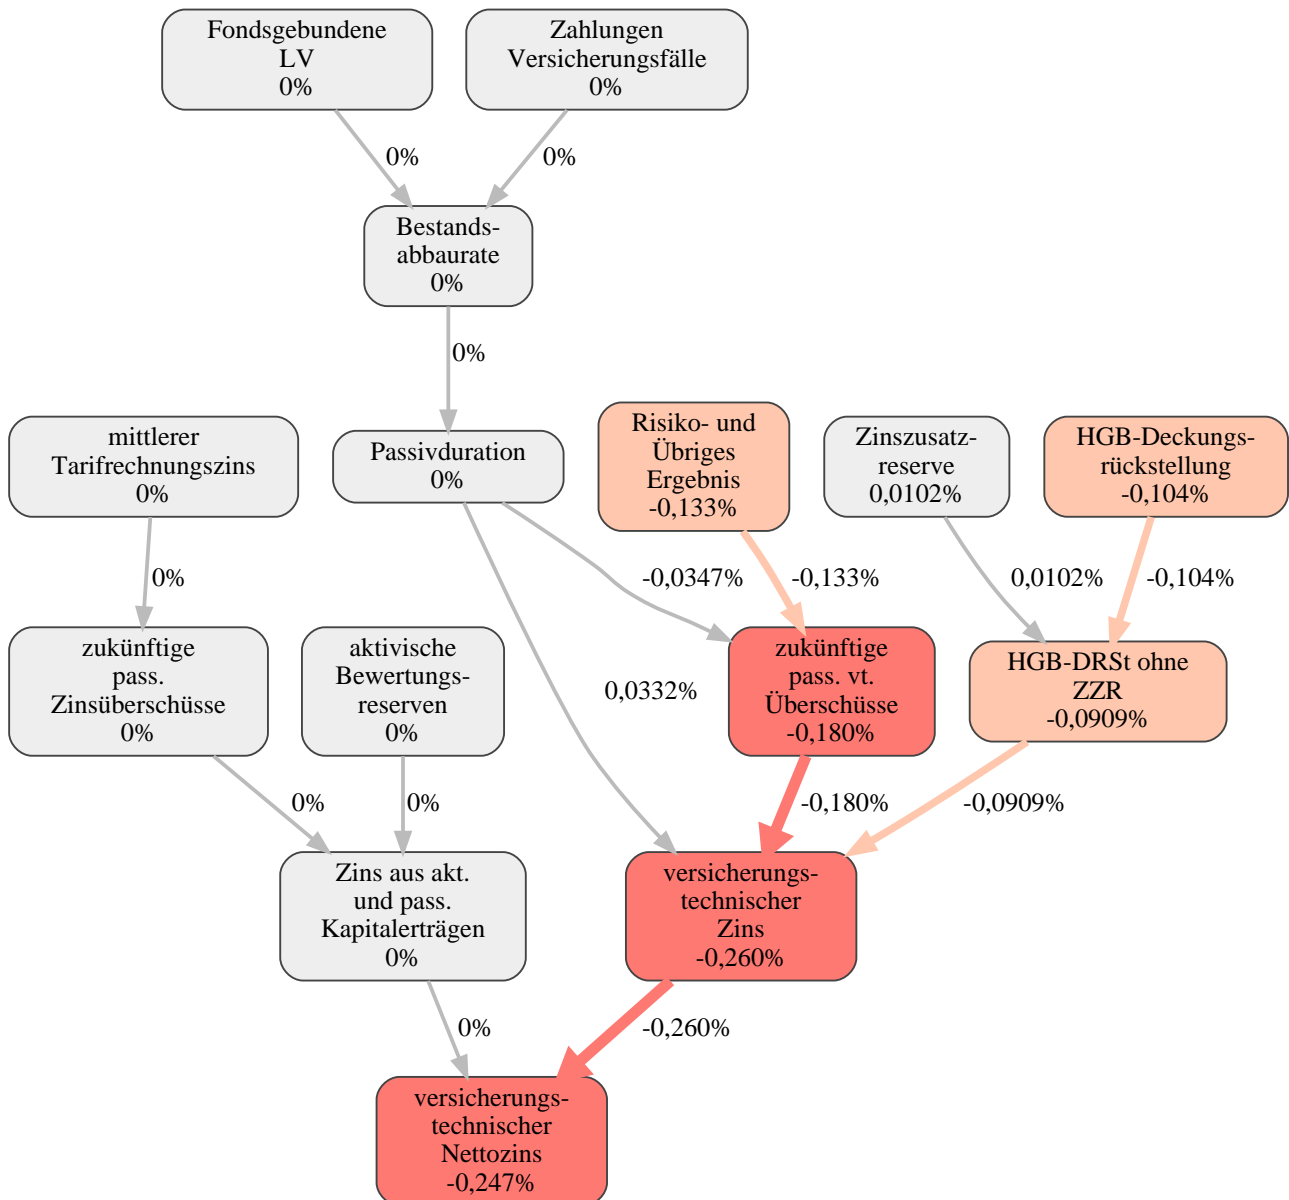 Fondsgebundene
LV
0%
Zahlungen
Versicherungsfälle
0%
0%
0%
Bestands-
abbaurate
0%
0%
mittlerer
Tarifrechnungszins
0%
Passivduration
0%
Risiko- und
Übriges
Ergebnis
-0,133%
Zinszusatz-
reserve
0,0102%
HGB-Deckungs-
rückstellung
-0,104%
0%
-0,0347%
-0,133%
0,0102%
-0,104%
zukünftige
pass.
Zinsüberschüsse
0%
aktivische
Bewertungs-
reserven
0%
0,0332%
zukünftige
pass. vt.
Überschüsse
-0,180%
HGB-DRSt ohne
ZZR
-0,0909%
0%
0%
-0,180%
-0,0909%
Zins aus akt.
und pass.
Kapitalerträgen
0%
versicherungs-
technischer
Zins
-0,260%
0%
-0,260%
versicherungs-
technischer
Nettozins
-0,247%